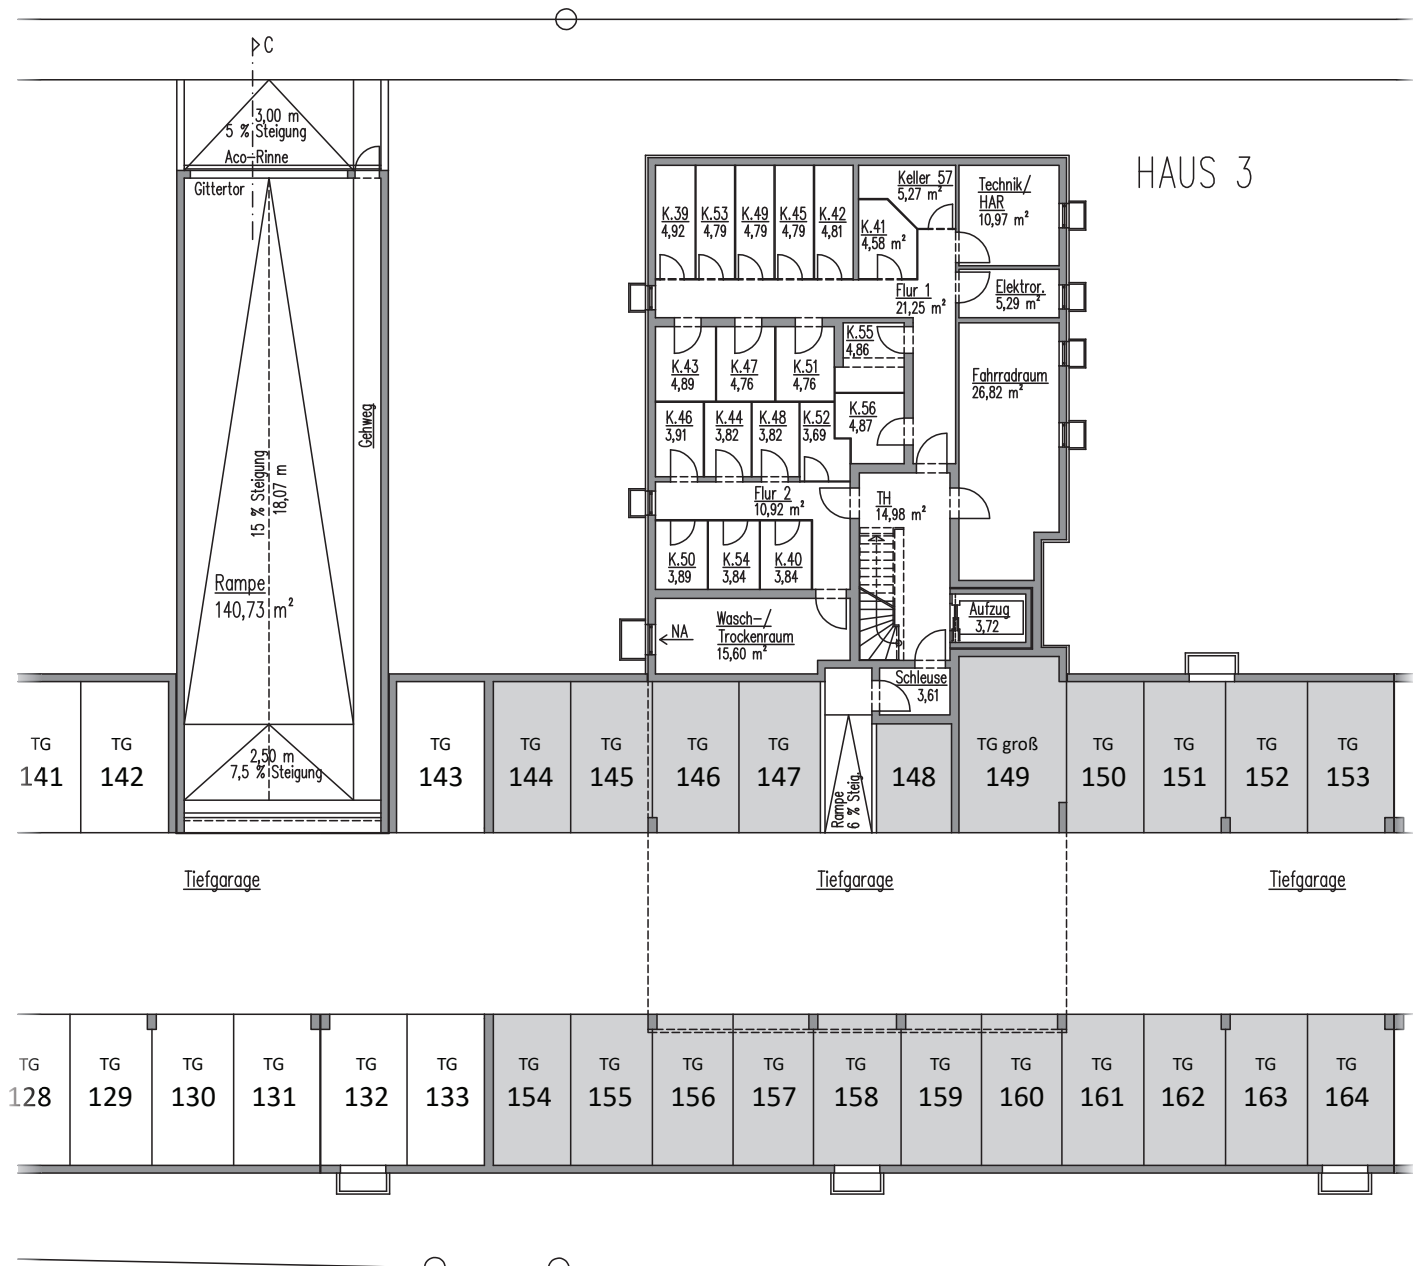 C
3,00 m
5 % Steigung
Aco-Rinne
Gittertor
HAUS 3
K.39
4,92
K.53
4,79
K.49
4,79
K.45
4,79
K.42
4,81
Keller 57
5,27 m²
K.41
4,58 m²
Technik/
HAR
10,97 m²
Flur 1
21,25 m²
Elektror.
5,29 m²
K.43
4,89
K.47
4,76
K.51
4,76
K.55
4,86
Fahrradraum
26,82 m²
K.46
3,91
K.44
3,82
K.48
3,82
K.52
3,69
K.56
4,87
Gehweg
15 % Steigung
18,07 m
Rampe
140,73 m²
Flur 2
10,92 m²
TH
14,98 m²
K.50
3,89
K.54
3,84
K.40
3,84
NA
Wasch-/
Trockenraum
15,60 m²
Aufzug
3,72
Schleuse
3,61
2,50 m
7,5 % Steigung
Rampe
6 % Steig.
TG
141
TG
142
TG
143
TG
144
TG
145
TG
146
TG
147
148
TG groß
149
TG
150
TG
151
TG
152
TG
153
Tiefgarage
Tiefgarage
Tiefgarage
TG
128
TG
129
TG
130
TG
131
TG
132
TG
133
TG
154
TG
155
TG
156
TG
157
TG
158
TG
159
TG
160
TG
161
TG
162
TG
163
TG
164